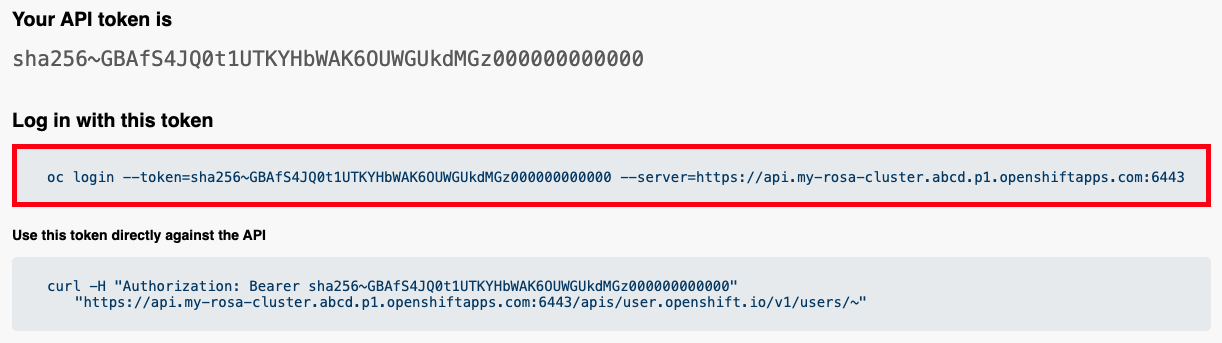 Your API token is
sha256~GBAfS4JQ0t1UTKYHbWAK6OUWGUkdMGz000000000000
Log in with this token
oc login --token=sha256~GBAfS4JQ0t1UTKYHbWAK6OUWGUkdMGz000000000000 --server=https://api.my-rosa-cluster.abcd.p1.openshiftapps.com:6443
Use this token directly against the API
curl -H "Authorization: Bearer sha256~GBAfS4JQ0t1UTKYHbWAK6OUWGUkdMGz000000000000"
"https://api.my-rosa-cluster.abcd.p1.openshiftapps.com:6443/apis/user.openshift.io/v1/users/~"